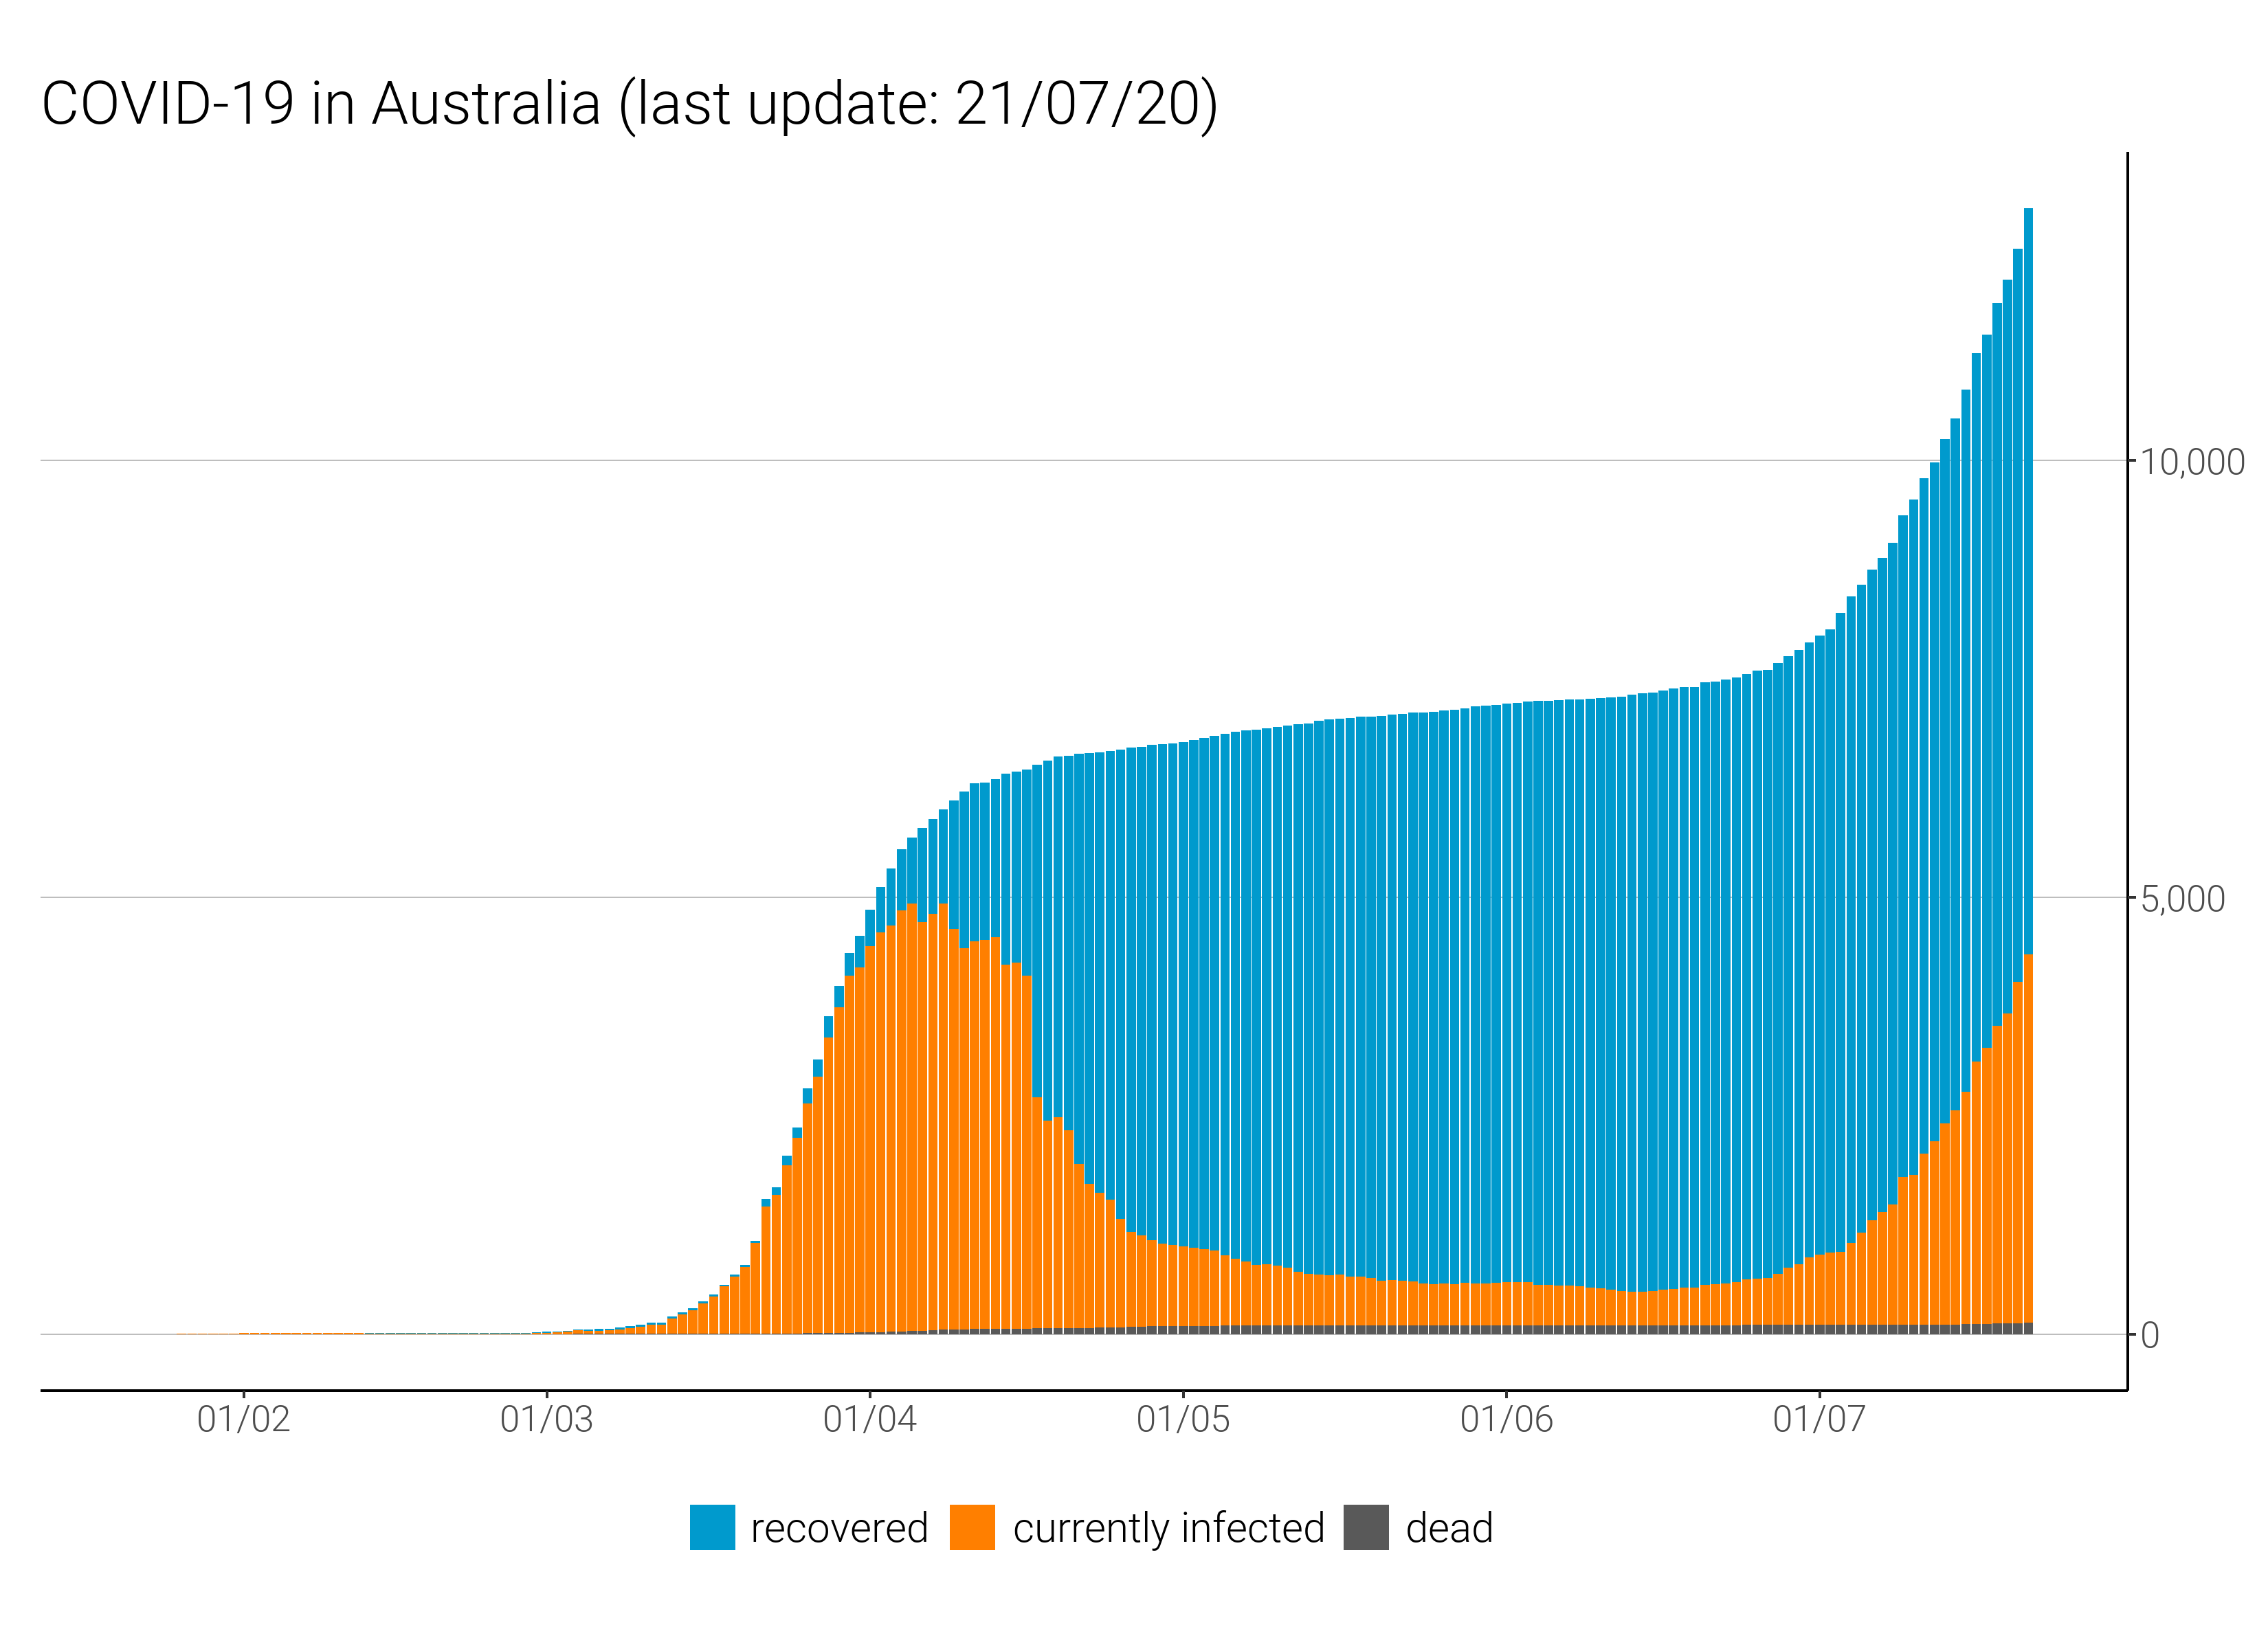 COVID-19 in Australia (last update: 21/07/20)
10,000
5,000
0
01/02 01/03 01/04 01/05 01/06 01/07
recovered currently infected dead